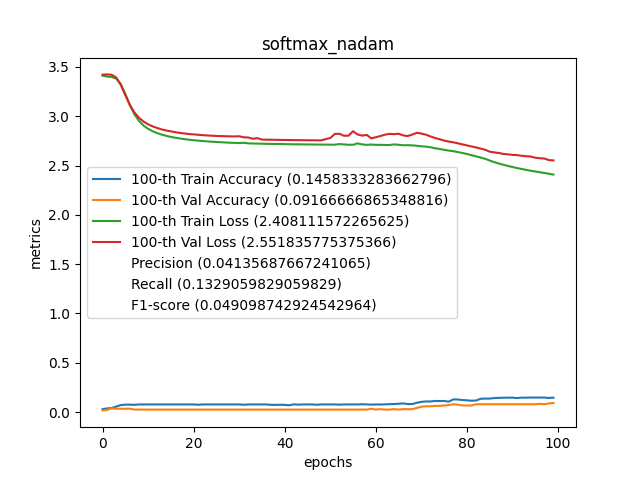 softmax_nadam
3.5
3.0
2.5
2.0
1.5
1.0
0.5
0.0
metrics
100-th Train Accuracy (0.1458333283662796)
100-th Val Accuracy (0.09166666865348816)
100-th Train Loss (2.408111572265625)
100-th Val Loss (2.551835775375366)
Precision (0.04135687667241065)
Recall (0.1329059829059829)
F1-score (0.049098742924542964)
0
20
40
60
80
100
epochs